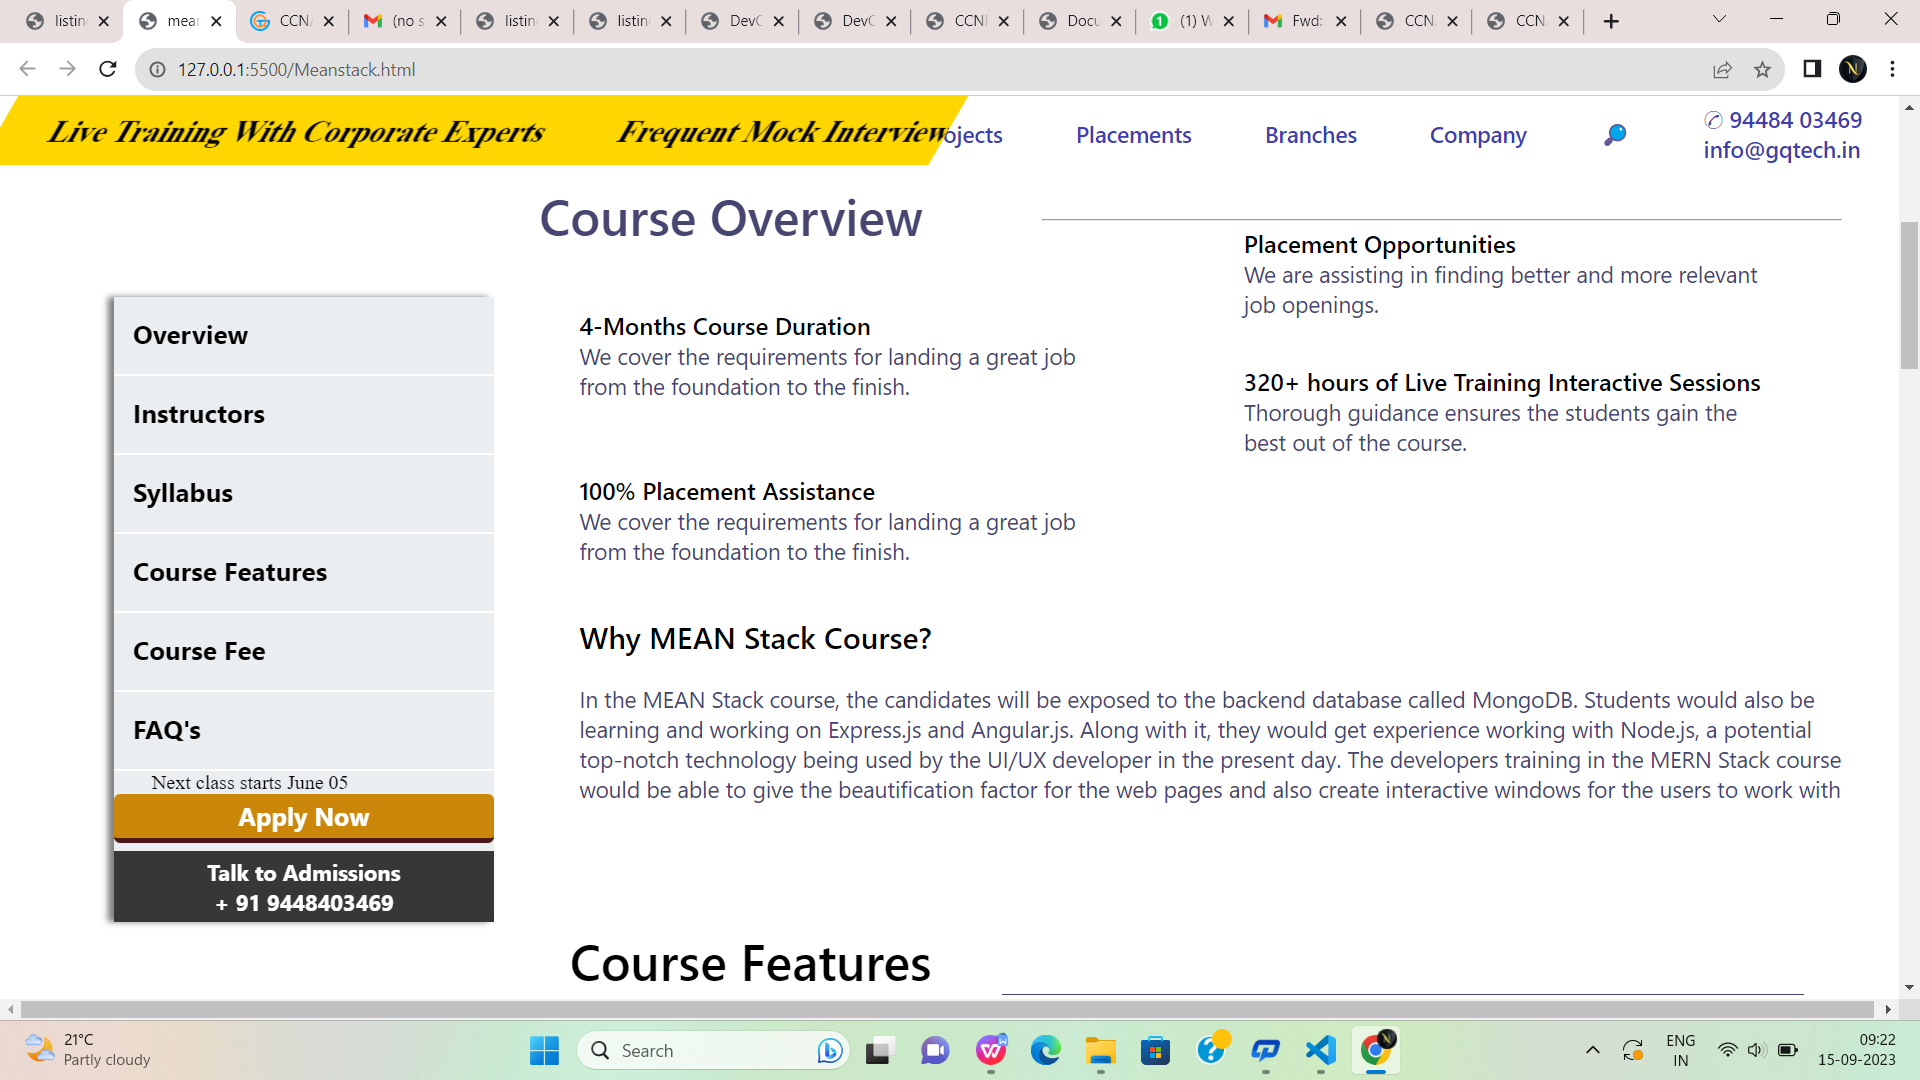 listin
mear
CCNA
(no s
listin
listin
DevC
DevC
CCN
Docu
1 (1) W
Fwd:
CCN
CCN
127.0.0.1:5500/Meanstack.html
N
Live Training With Corporate Experts Frequent Mock Interview
ojects
Placements
Branches
Company
94484 03469
info@gqtech.in
Course Overview
Overview
Instructors
Syllabus
Course Features
Course Fee
FAQ's
Next class starts June 05
Apply Now
Talk to Admissions
+ 91 9448403469
4-Months Course Duration
We cover the requirements for landing a great job
from the foundation to the finish.
100% Placement Assistance
We cover the requirements for landing a great job
from the foundation to the finish.
Placement Opportunities
We are assisting in finding better and more relevant
job openings.
320+ hours of Live Training Interactive Sessions
Thorough guidance ensures the students gain the
best out of the course.
Why MEAN Stack Course?
In the MEAN Stack course, the candidates will be exposed to the backend database called MongoDB. Students would also be
learning and working on Express.js and Angular.js. Along with it, they would get experience working with Node.js, a potential
top-notch technology being used by the UI/UX developer in the present day. The developers training in the MERN Stack course
would be able to give the beautification factor for the web pages and also create interactive windows for the users to work with
Course Features
21°C
Partly cloudy
Search
ENG
IN
09:22
15-09-2023